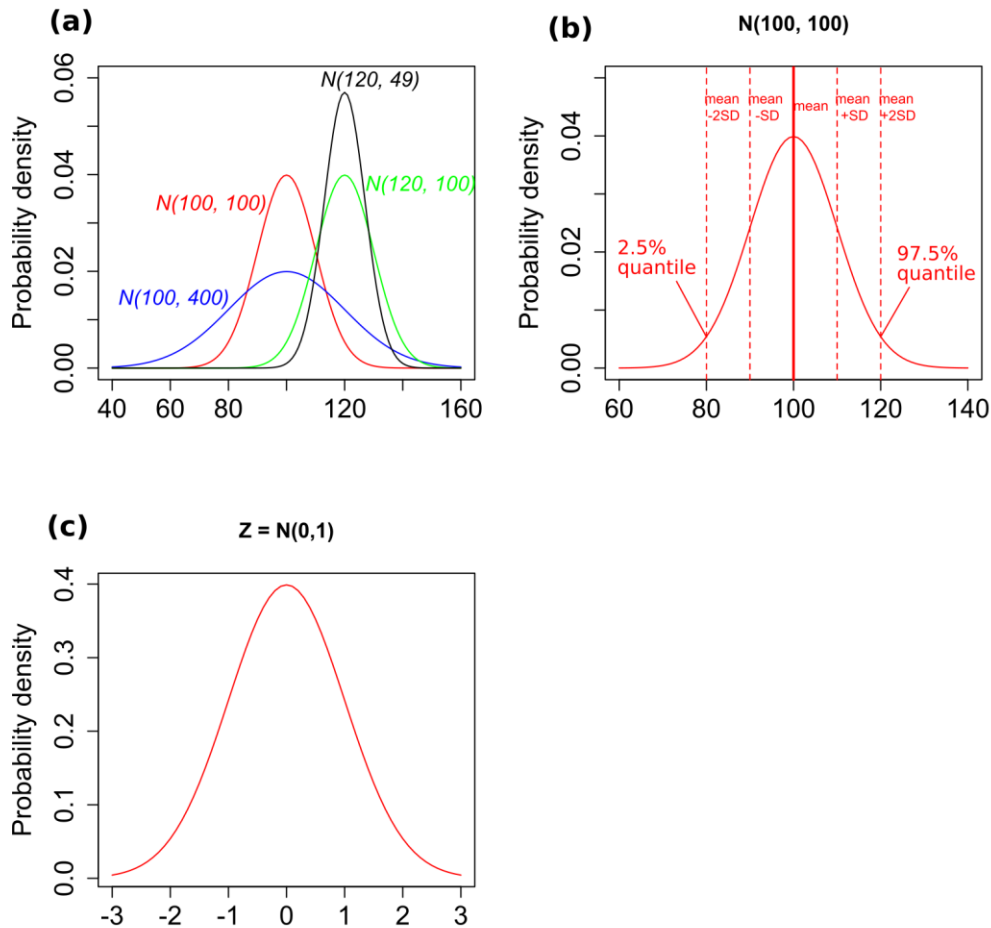 (a)
Probability density
0.00
0.02
0.04
0.06
N(120, 49)
N(120, 100)
N(100, 100)
N(100, 400)
40
60
80
100
120
140
160
(b)
N(100, 100)
Probability density
0.00
0.02
0.04
mean
-2SD
mean
-SD
mean
mean
+SD
mean
+2SD
2.5%
quantile
97.5%
quantile
60
80
100
120
140
(c)
Z = N(0,1)
Probability density
0.0
0.1
0.2
0.3
0.4
-3
-2
-1
0
1
2
3